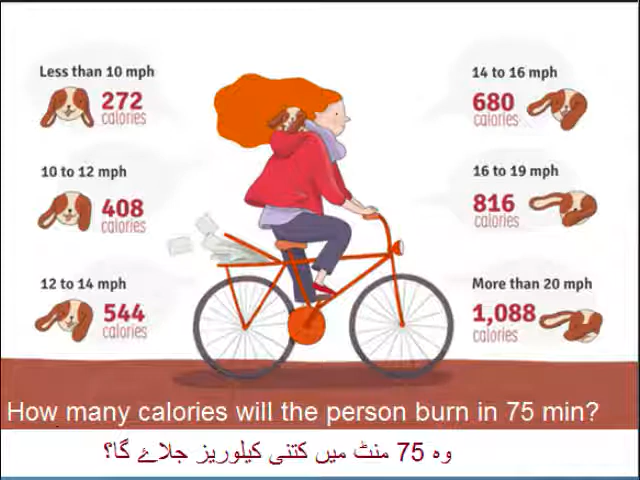 Less than 10 mph
272
calories
10 to 12 mph
408
calories
12 to 14 mph
544
calories
14 to 16 mph
680
calories
16 to 19 mph
816
calories
More than 20 mph
1,088
calories
How many calories will the person burn in 75 min?
وہ 75 منٹ میں کتنی کیلوریز جلاۓ گا؟